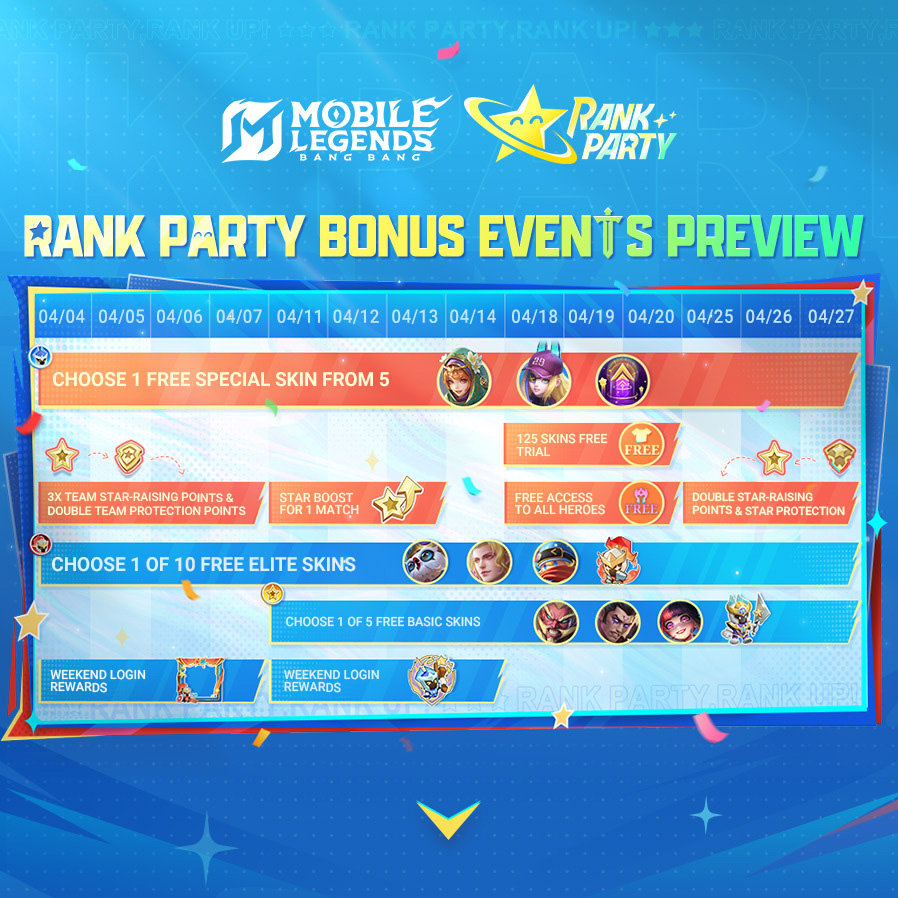 RANK PARTY, RANK UP! RANK PARTY, RANK UP! RANK PARTY, R
MOBILE
LEGENDS
BANG BANG
RANK
PARTY
RANK PARTY BONUS EVENTS PREVIEW
04/04 04/05 04/06 04/07 04/11 04/12 04/13 04/14 04/18 04/19 04/20 04/25 04/26 04/27
CHOOSE 1 FREE SPECIAL SKIN FROM 5
125 SKINS FREE
TRIAL
FREE
3X TEAM STAR-RAISING POINTS &
DOUBLE TEAM PROTECTION POINTS
STAR BOOST
FOR 1 MATCH
FREE ACCESS
TO ALL HEROES
FREE
DOUBLE STAR-RAISING
POINTS & STAR PROTECTION
CHOOSE 1 OF 10 FREE ELITE SKINS
CHOOSE 1 OF 5 FREE BASIC SKINS
WEEKEND LOGIN
REWARDS
WEEKEND LOGIN
REWARDS
RANK PARTY, RANK UP!